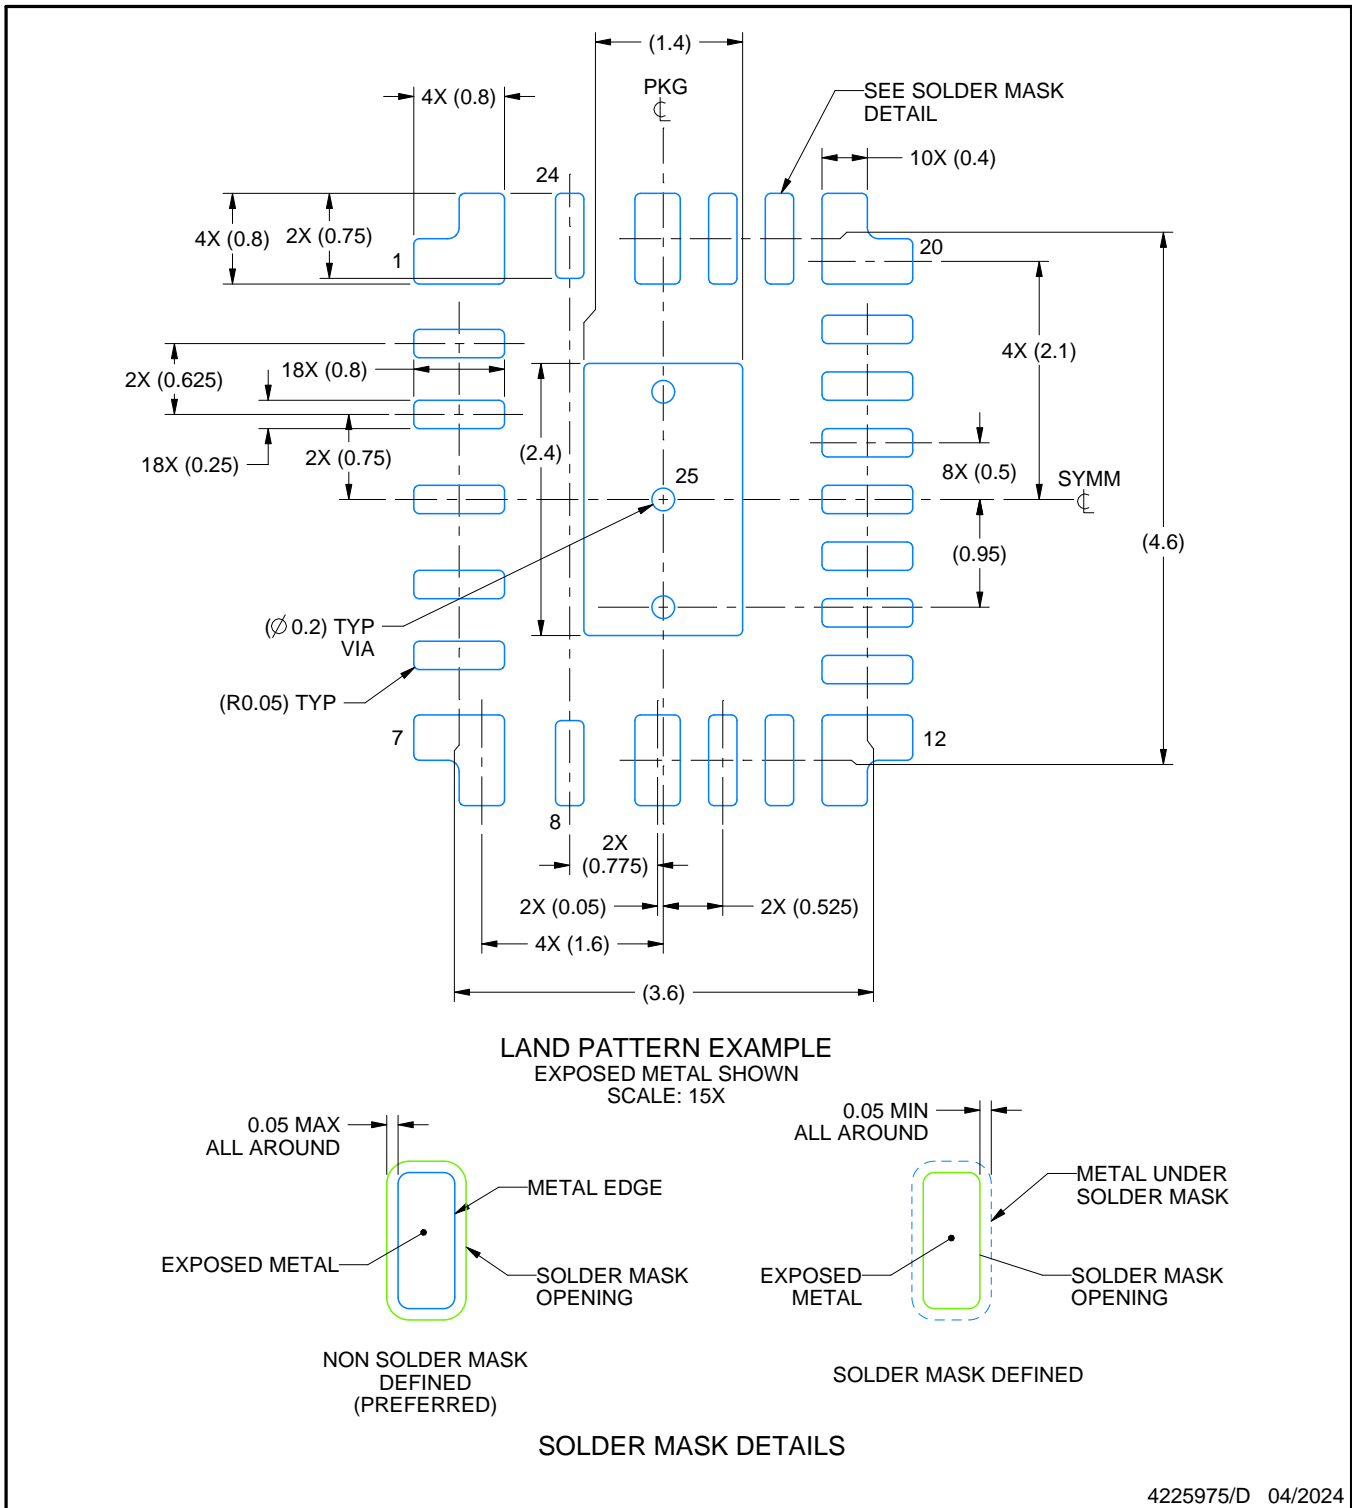 (1.4)
PKG
℄
4X (0.8)
SEE SOLDER MASK
DETAIL
10X (0.4)
24
4X (0.8)
2X (0.75)
1
20
4X (2.1)
2X (0.625)
18X (0.8)
18X (0.25)
2X (0.75)
(2.4)
25
8X (0.5)
SYMM
℄
(4.6)
(0.95)
(Ø 0.2) TYP
VIA
(R0.05) TYP
7
12
8
2X
(0.775)
2X (0.05)
2X (0.525)
4X (1.6)
(3.6)
LAND PATTERN EXAMPLE
EXPOSED METAL SHOWN
SCALE: 15X
0.05 MAX
ALL AROUND
METAL EDGE
EXPOSED METAL
SOLDER MASK
OPENING
NON SOLDER MASK
DEFINED
(PREFERRED)
0.05 MIN
ALL AROUND
METAL UNDER
SOLDER MASK
EXPOSED
METAL
SOLDER MASK
OPENING
SOLDER MASK DEFINED
SOLDER MASK DETAILS
4225975/D 04/2024